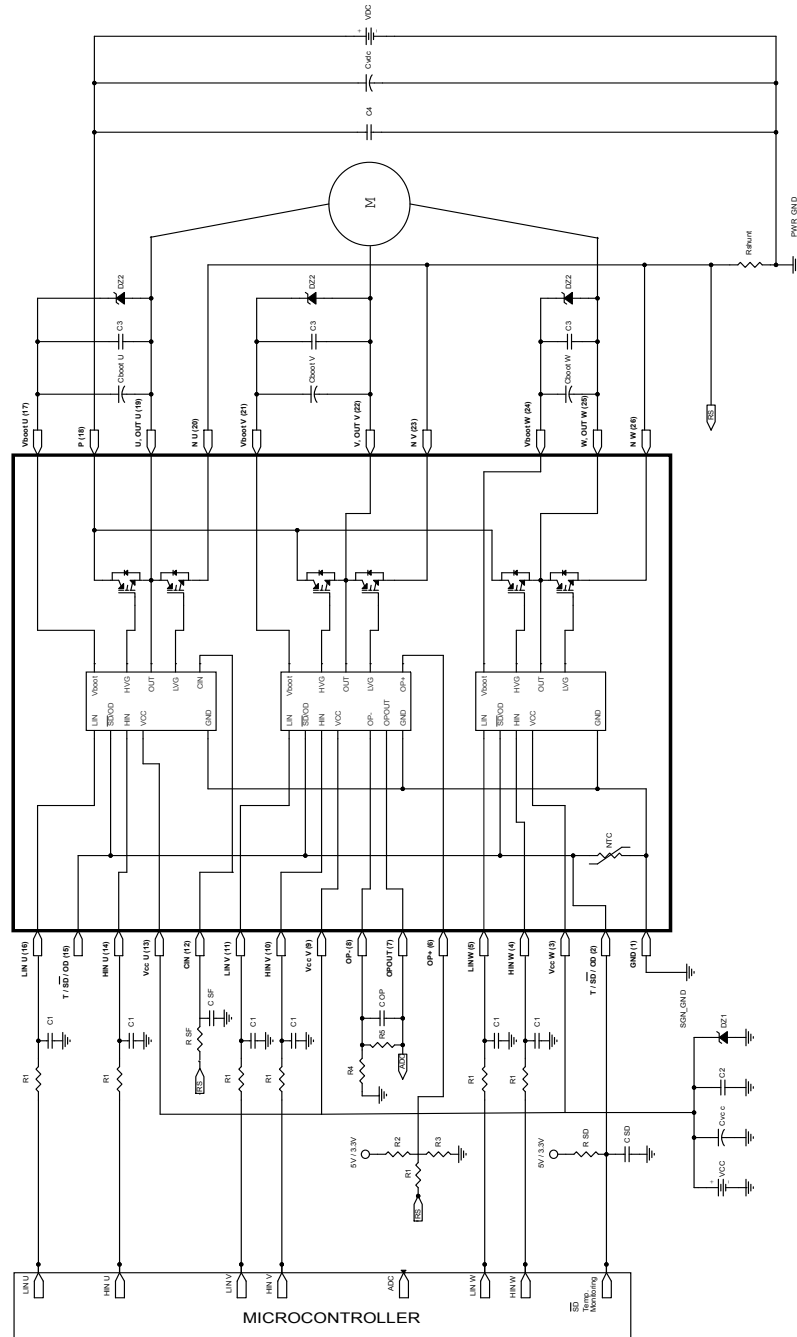 VDC
+
-
Cvdc
C4
M
Rshunt
PWR GND
DZ2
C3
Cboot U
DZ2
C3
Cboot V
DZ2
C3
Cboot W
RS
Vboot U (17)
P (18)
U, OUT U (19)
N U (20)
Vboot V (21)
V, OUT V (22)
N V (23)
Vboot W (24)
W, OUT W (25)
N W (26)
Vboot
HVG
OUT
LVG
CIN
LIN
SD/OD
HIN
VCC
GND
Vboot
HVG
OUT
LVG
OP+
LIN
SD/OD
HIN
VCC
OP-
OPOUT
GND
Vboot
HVG
OUT
LVG
LIN
SD/OD
HIN
VCC
GND
NTC
LIN U (16)
T / SD / OD (15)
HIN U (14)
Vcc U (13)
CIN (12)
LIN V (11)
HIN V (10)
Vcc V (9)
OP- (8)
OPOUT (7)
OP+ (6)
LIN W (5)
HIN W (4)
Vcc W (3)
T / SD / OD (2)
GND (1)
SGN_GND
C1
R1
C1
R1
C SF
R SF
RS
C1
R1
C1
R1
C OP
R5
R4
ADC
5V / 3.3V
R2
R3
R1
RS
C1
R1
C1
R1
5V / 3.3V
R SD
C SD
DZ1
C2
Cvcc
VCC
+
-
LIN U
HIN U
LIN V
HIN V
ADC
LIN W
HIN W
SD
Temp.
Monitoring
MICROCONTROLLER